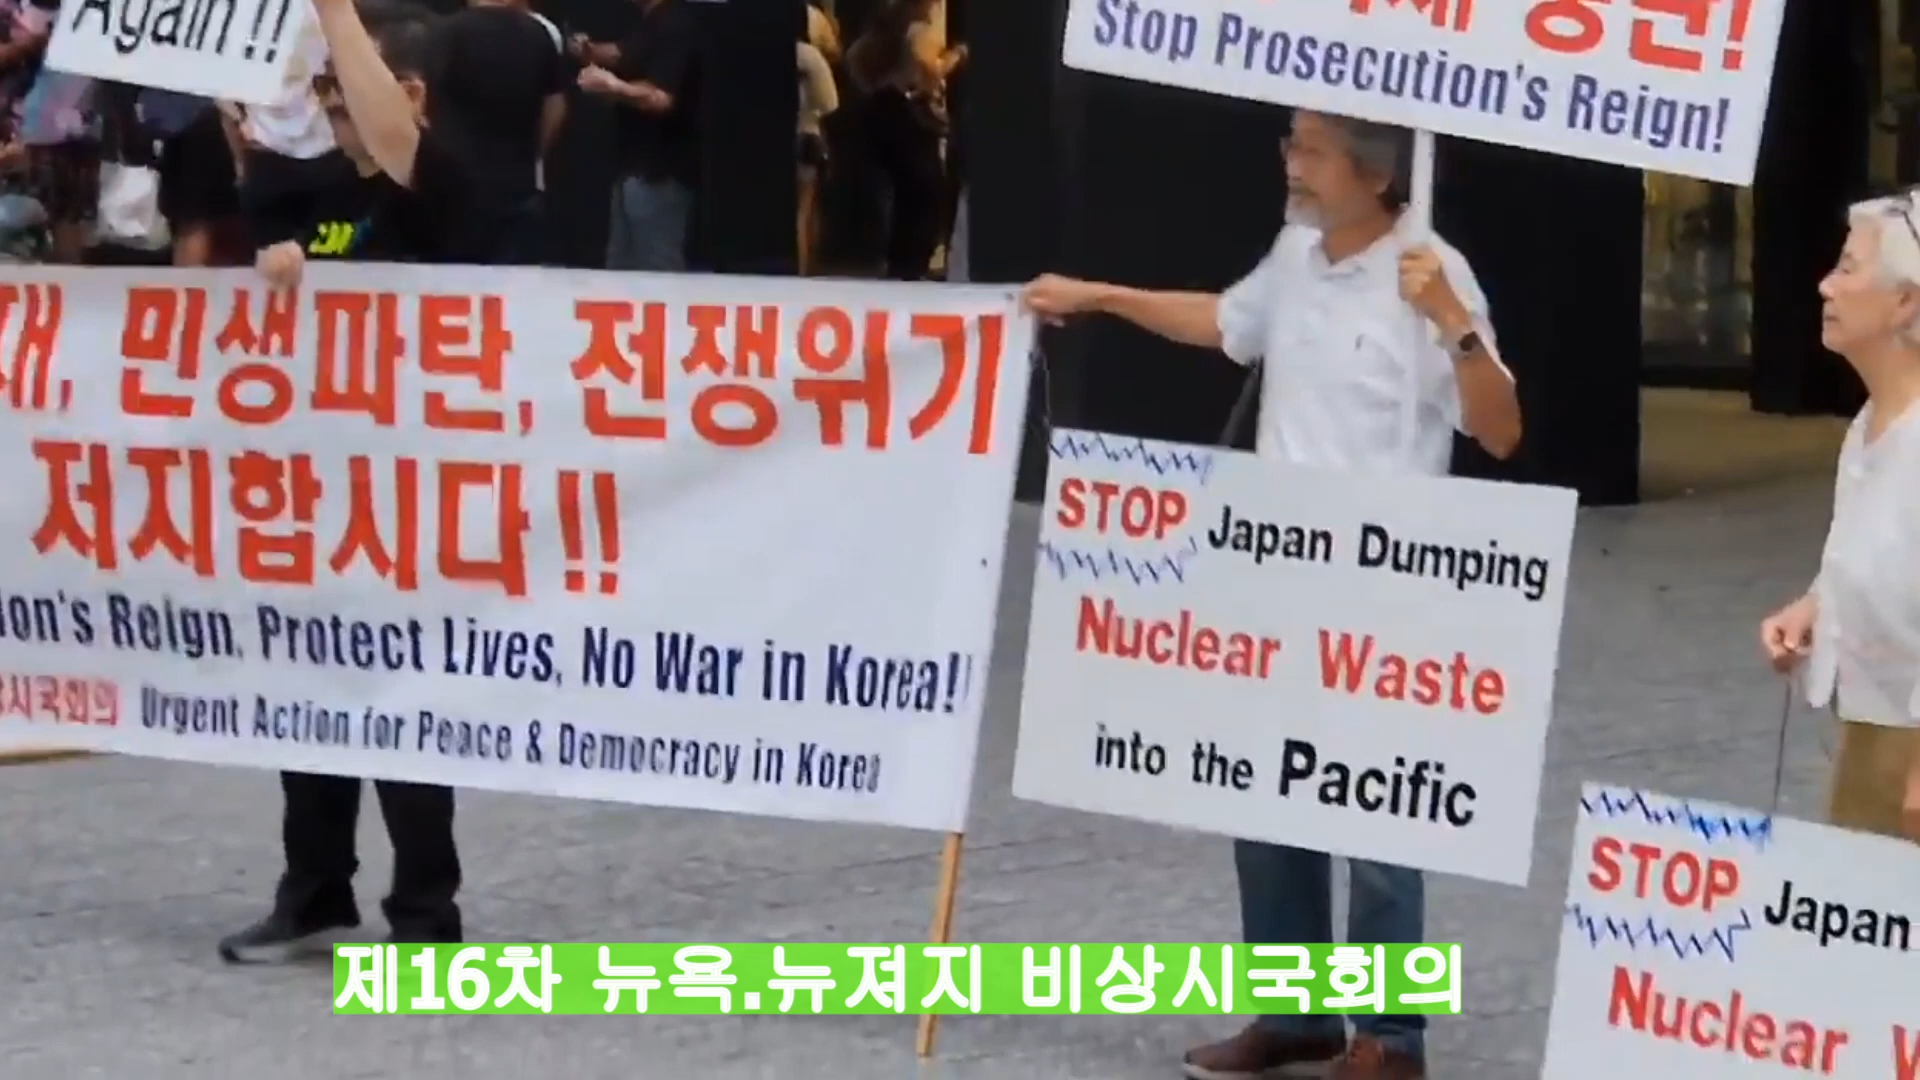 Again!!
중단!
Stop Prosecution's Reign!
민생파탄, 전쟁위기
저지합시다!!
Reign, Protect Lives, No War in Korea!!
시국회의 Urgent Action for Peace & Democracy in Korea
STOP Japan Dumping
Nuclear Waste
into the Pacific
STOP Japan
Nuclear
제16차 뉴욕.뉴져지 비상시국회의